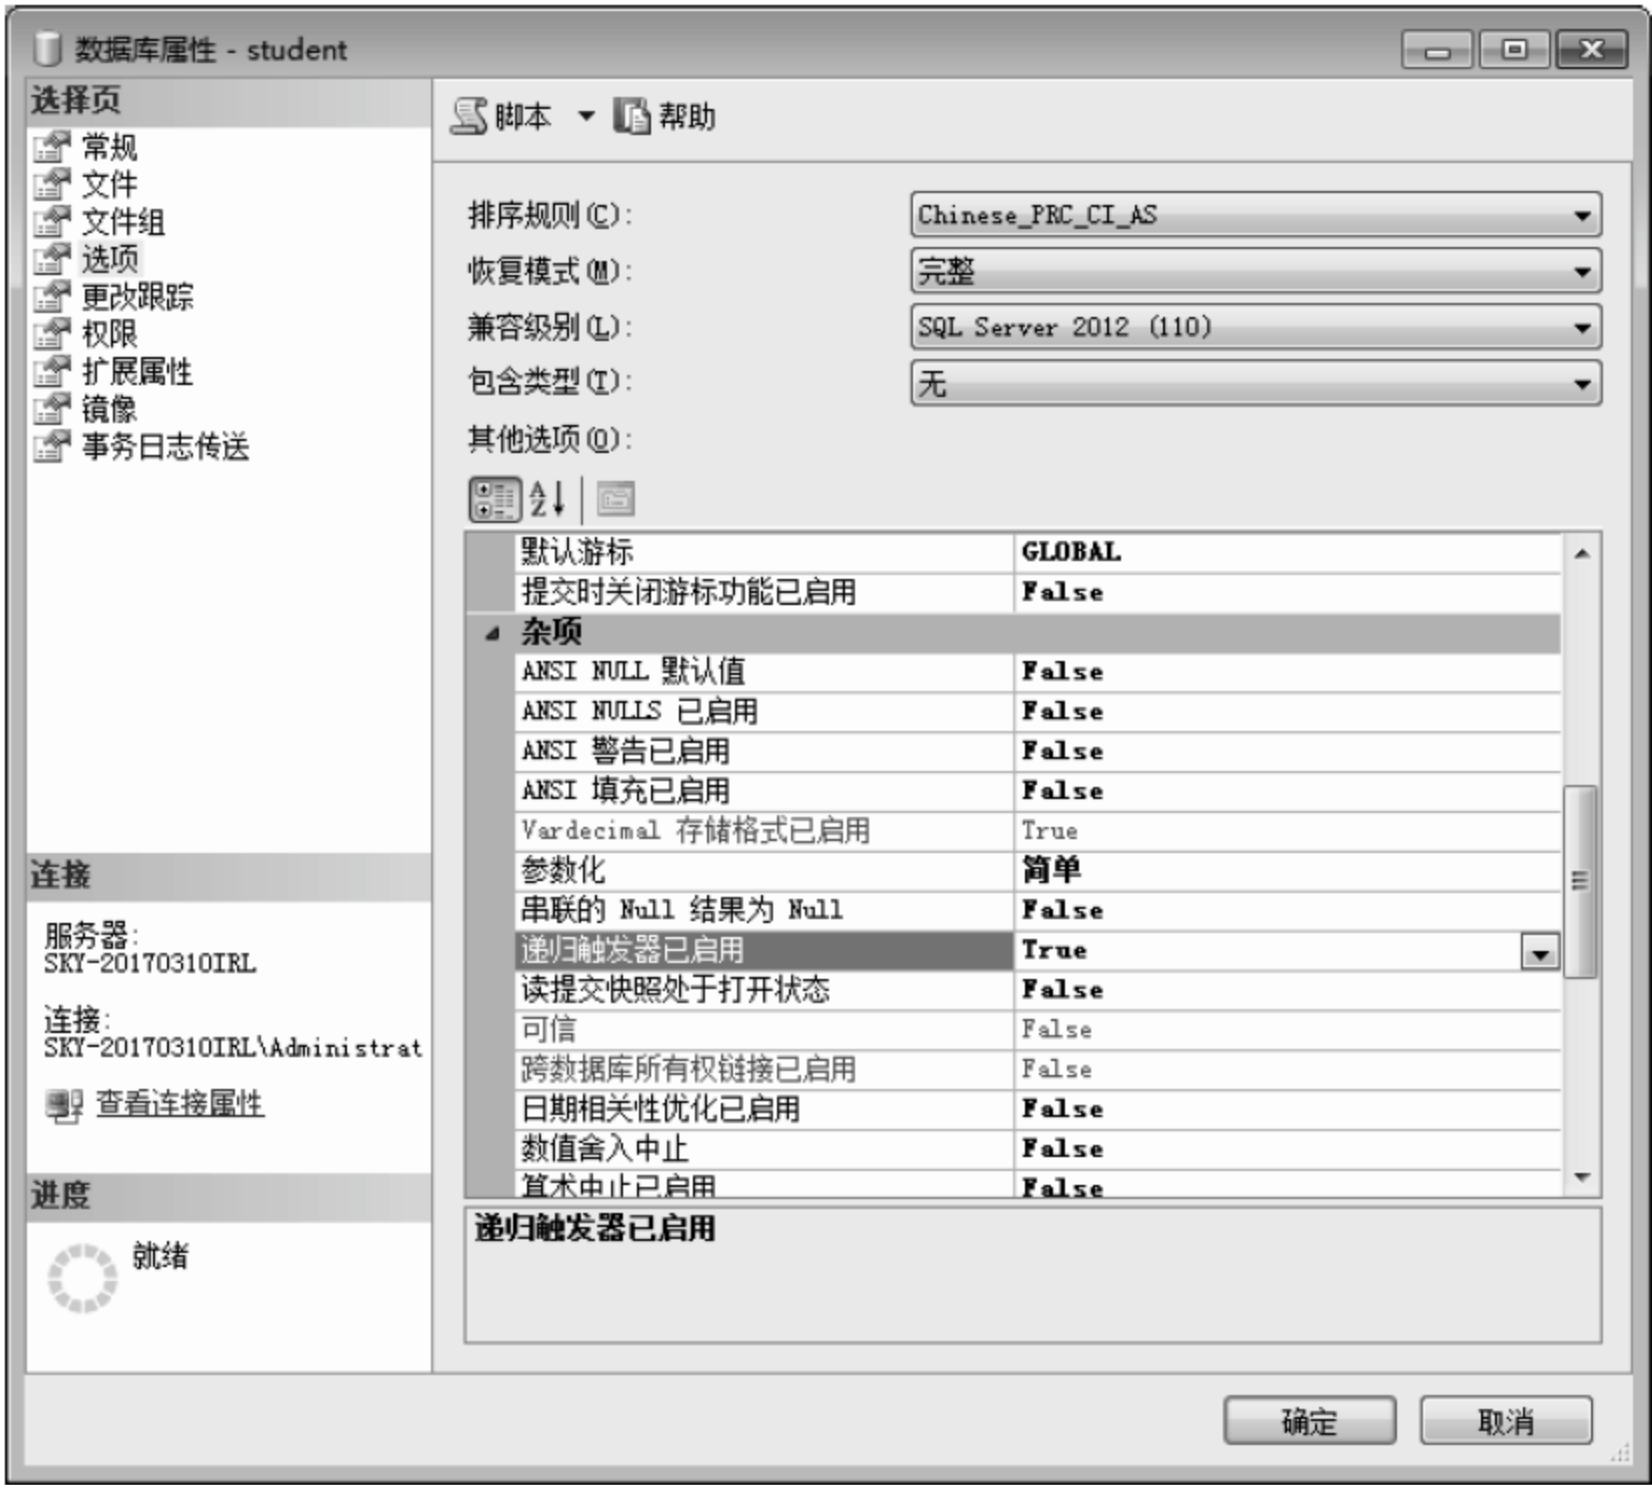 数据库属性 - student
选择页
常规
文件
文件组
选项
更改跟踪
权限
扩展属性
镜像
事务日志传送
连接
服务器:
SKY-20170310IRL
连接:
SKY-20170310IRL\Administrat
查看连接属性
进度
就绪
脚本 帮助
排序规则(C): Chinese_PRC_CI_AS
恢复模式(M): 完整
兼容级别(L): SQL Server 2012 (110)
包含类型(T): 无
其他选项(O):
默认游标 GLOBAL
提交时关闭游标功能已启用 False
杂项
ANSI NULL 默认值 False
ANSI NULLS 已启用 False
ANSI 警告已启用 False
ANSI 填充已启用 False
Vardecimal 存储格式已启用 True
参数化 简单
串联的 Null 结果为 Null False
递归触发器已启用 True
读提交快照处于打开状态 False
可信 False
跨数据库所有权链接已启用 False
日期相关性优化已启用 False
数值舍入中止 False
算术中止已启用 False
递归触发器已启用
确定 取消